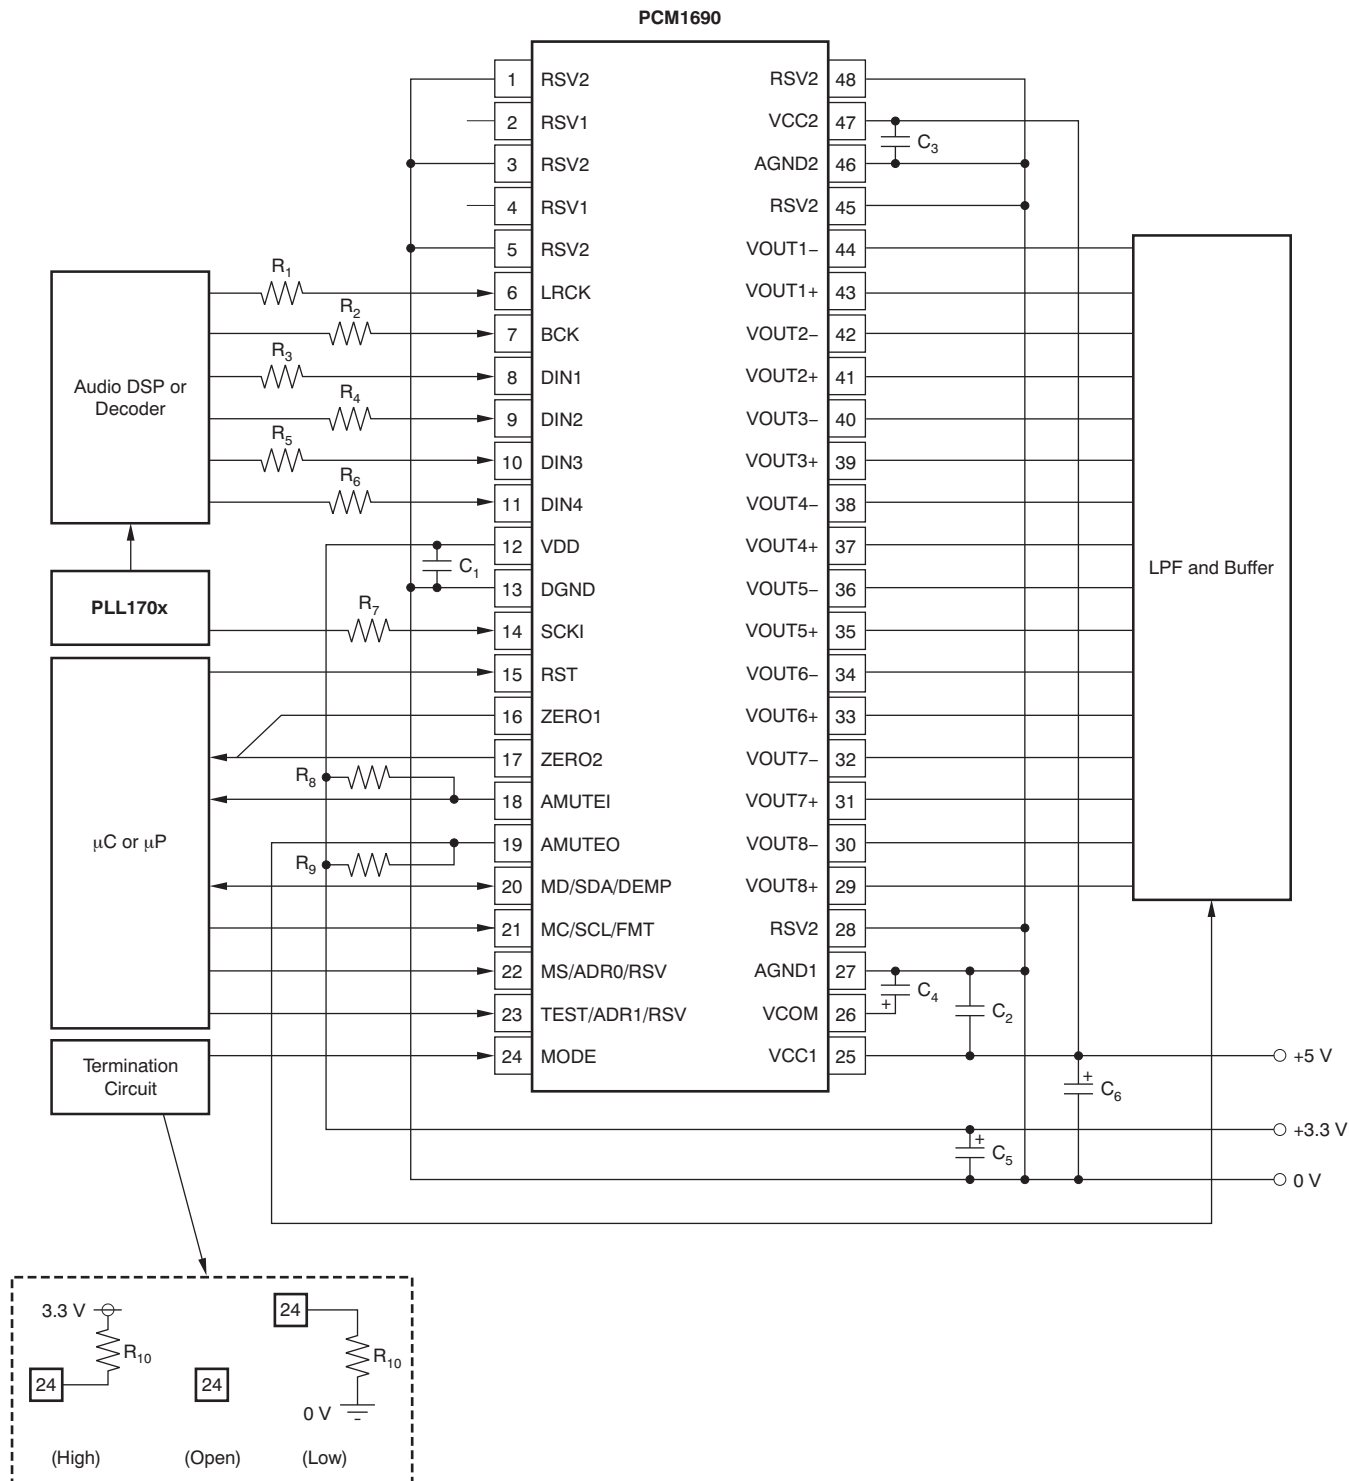 PCM1690
1 RSV2
2 RSV1
3 RSV2
4 RSV1
5 RSV2
6 LRCK
7 BCK
8 DIN1
9 DIN2
10 DIN3
11 DIN4
12 VDD
13 DGND
14 SCKI
15 RST
16 ZERO1
17 ZERO2
18 AMUTEI
19 AMUTEO
20 MD/SDA/DEMP
21 MC/SCL/FMT
22 MS/ADR0/RSV
23 TEST/ADR1/RSV
24 MODE
RSV2 48
VCC2 47
AGND2 46
RSV2 45
VOUT1− 44
VOUT1+ 43
VOUT2− 42
VOUT2+ 41
VOUT3− 40
VOUT3+ 39
VOUT4− 38
VOUT4+ 37
VOUT5− 36
VOUT5+ 35
VOUT6− 34
VOUT6+ 33
VOUT7− 32
VOUT7+ 31
VOUT8− 30
VOUT8+ 29
RSV2 28
AGND1 27
VCOM 26
VCC1 25
Audio DSP or
Decoder
PLL170x
μC or μP
Termination
Circuit
R1
R2
R3
R4
R5
R6
C1
R7
R8
R9
C3
LPF and Buffer
C4
+
C2
+5 V
+
C6
+3.3 V
+
C5
0 V
3.3 V
R10
24
(High)
24
(Open)
24
R10
0 V
(Low)